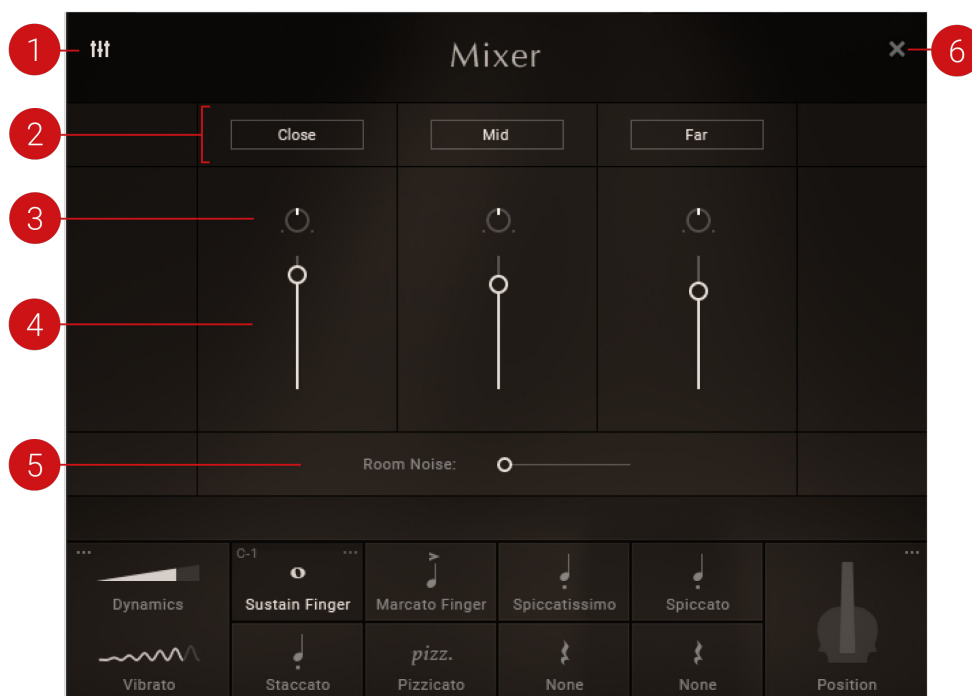 1
Mixer
6
2
Close
Mid
Far
3
4
5
Room Noise:
C-1
Dynamics
Sustain Finger
Marcato Finger
Spiccatissimo
Spiccato
pizz.
Vibrato
Staccato
Pizzicato
None
None
Position